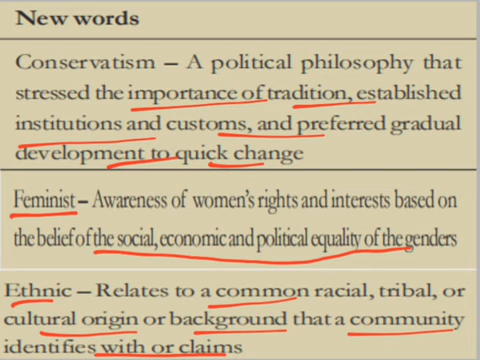 New words
Conservatism – A political philosophy that
stressed the importance of tradition, established
institutions and customs, and preferred gradual
development to quick change
Feminist – Awareness of women's rights and interests based on
the belief of the social, economic and political equality of the genders
Ethnic – Relates to a common racial, tribal, or
cultural origin or background that a community
identifies with or claims